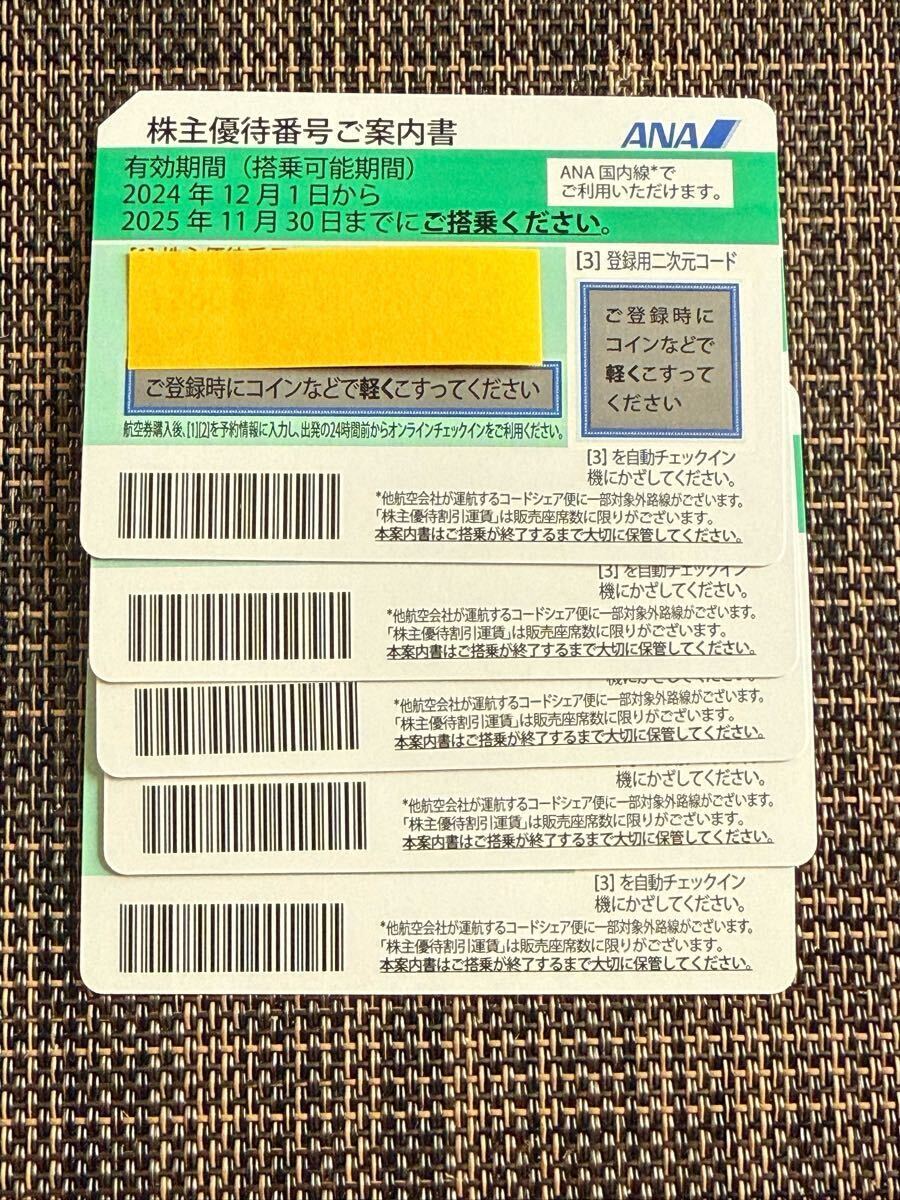 株主優待番号ご案内書
ANA
有効期間（搭乗可能期間）
2024 年 12 月 1 日から
2025 年 11 月 30 日までにご搭乗ください。
ANA 国内線*で
ご利用いただけます。
[3] 登録用二次元コード
ご登録時に
コインなどで
軽くこすって
ください
ご登録時にコインなどで軽くこすってください
航空券購入後、[1][2]を予約情報に入力し、出発の24時間前からオンラインチェックインをご利用ください。
[3] を自動チェックイン
機にかざしてください。
*他航空会社が運航するコードシェア便に一部対象外路線がございます。
「株主優待割引運賃」は販売座席数に限りがございます。
本案内書はご搭乗が終了するまで大切に保管してください。
[3] を自動チェックイン
機にかざしてください。
*他航空会社が運航するコードシェア便に一部対象外路線がございます。
「株主優待割引運賃」は販売座席数に限りがございます。
本案内書はご搭乗が終了するまで大切に保管してください。
*他航空会社が運航するコードシェア便に一部対象外路線がございます。
「株主優待割引運賃」は販売座席数に限りがございます。
本案内書はご搭乗が終了するまで大切に保管してください。
機にかざしてください。
*他航空会社が運航するコードシェア便に一部対象外路線がございます。
「株主優待割引運賃」は販売座席数に限りがございます。
本案内書はご搭乗が終了するまで大切に保管してください。
[3] を自動チェックイン
機にかざしてください。
*他航空会社が運航するコードシェア便に一部対象外路線がございます。
「株主優待割引運賃」は販売座席数に限りがございます。
本案内書はご搭乗が終了するまで大切に保管してください。